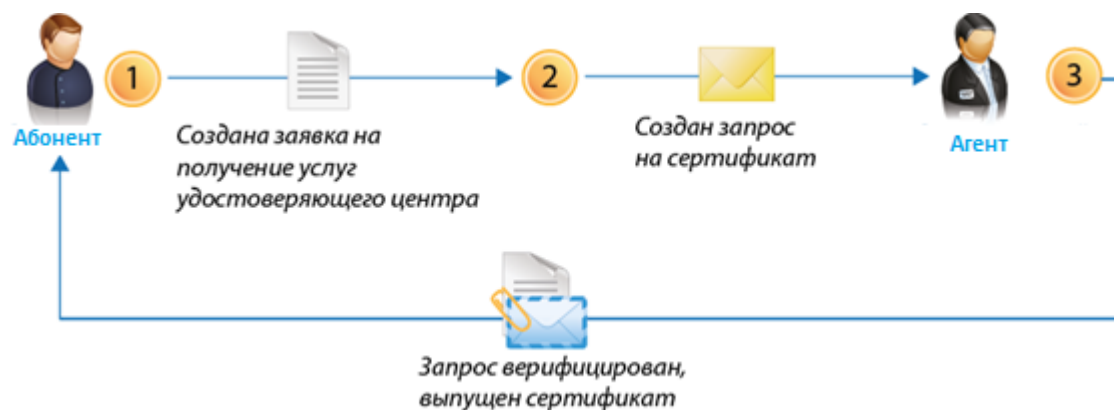 1
2
3
Абонент
Создана заявка на
получение услуг
удостоверяющего центра
Создан запрос
на сертификат
Агент
Запрос верифицирован,
выпущен сертификат